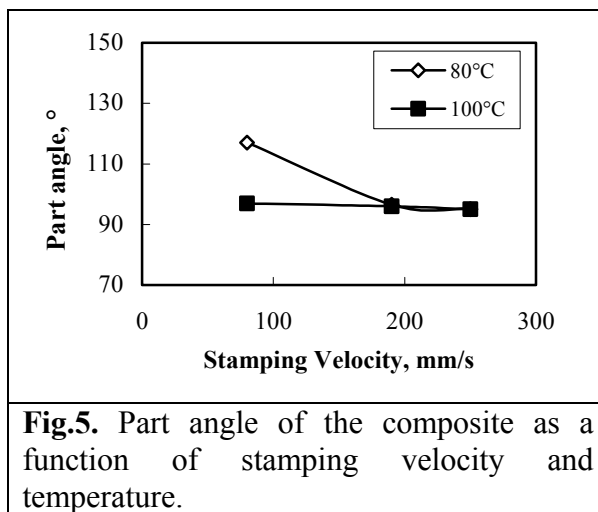 150
130
110
90
70
Part angle, °
80°C
100°C
0
100
200
300
Stamping Velocity, mm/s
Fig.5. Part angle of the composite as a
function of stamping velocity and
temperature.